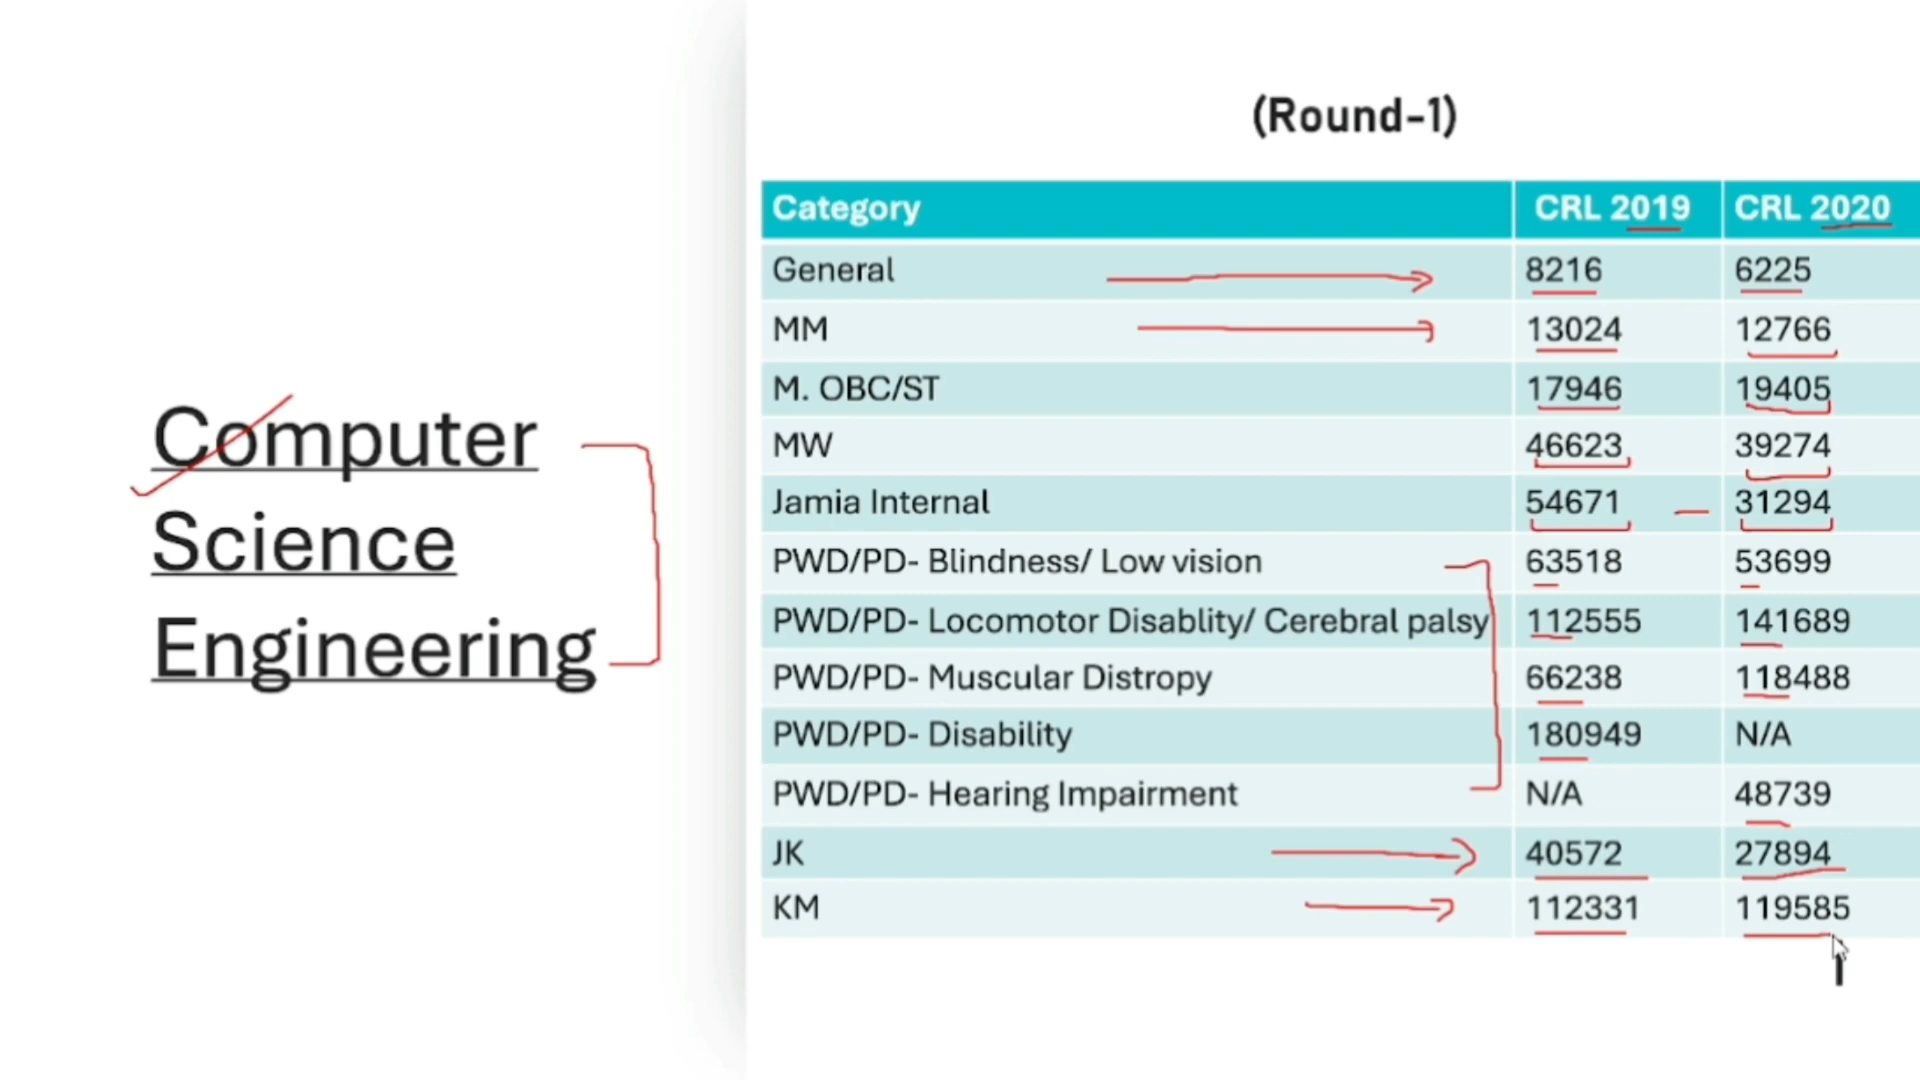 Computer
Science
Engineering
(Round-1)
Category CRL 2019 CRL 2020
General 8216 6225
MM 13024 12766
M. OBC/ST 17946 19405
MW 46623 39274
Jamia Internal 54671 31294
PWD/PD- Blindness/ Low vision 63518 53699
PWD/PD- Locomotor Disablity/ Cerebral palsy 112555 141689
PWD/PD- Muscular Distropy 66238 118488
PWD/PD- Disability 180949 N/A
PWD/PD- Hearing Impairment N/A 48739
JK 40572 27894
KM 112331 119585